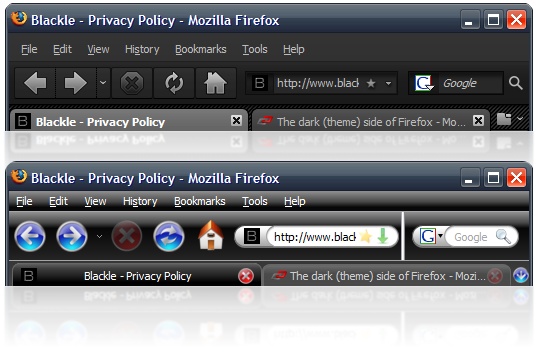 Blackle - Privacy Policy - Mozilla Firefox
File Edit View History Bookmarks Tools Help
B http://www.blac G Google
B Blackle - Privacy Policy The dark (theme) side of Firefox - Mo...
Blackle - Privacy Policy - Mozilla Firefox
File Edit View History Bookmarks Tools Help
B http://www.blac G Google
B Blackle - Privacy Policy The dark (theme) side of Firefox - Mozi...